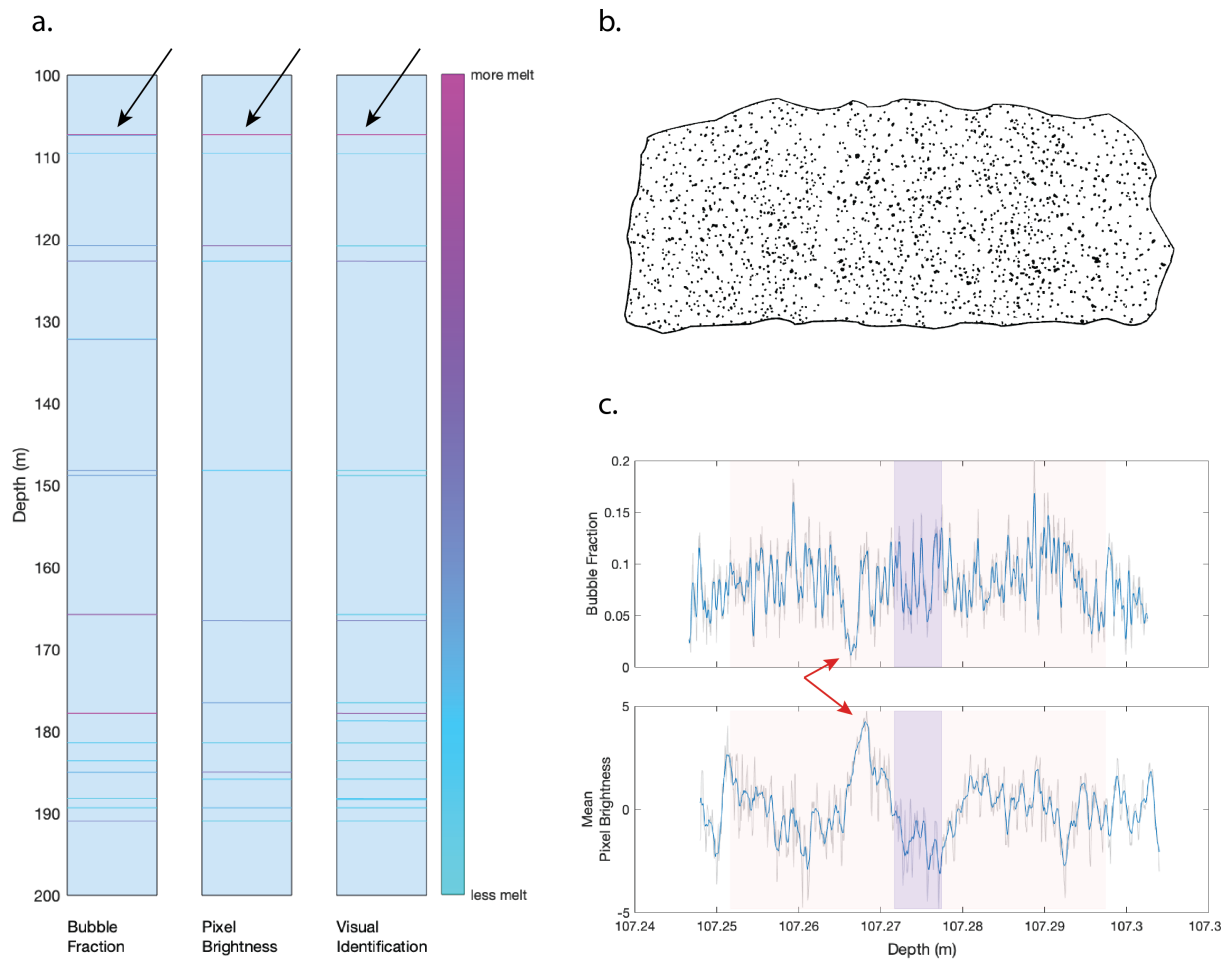 a.
b.
100
110
120
130
140
150
160
170
180
190
200
Depth (m)
Bubble
Fraction
Pixel
Brightness
Visual
Identification
more melt
less melt
c.
0.2
0.15
0.1
0.05
0
Bubble Fraction
5
0
-5
Mean
Pixel Brightness
107.24
107.25
107.26
107.27
107.28
107.29
107.3
107.3
Depth (m)